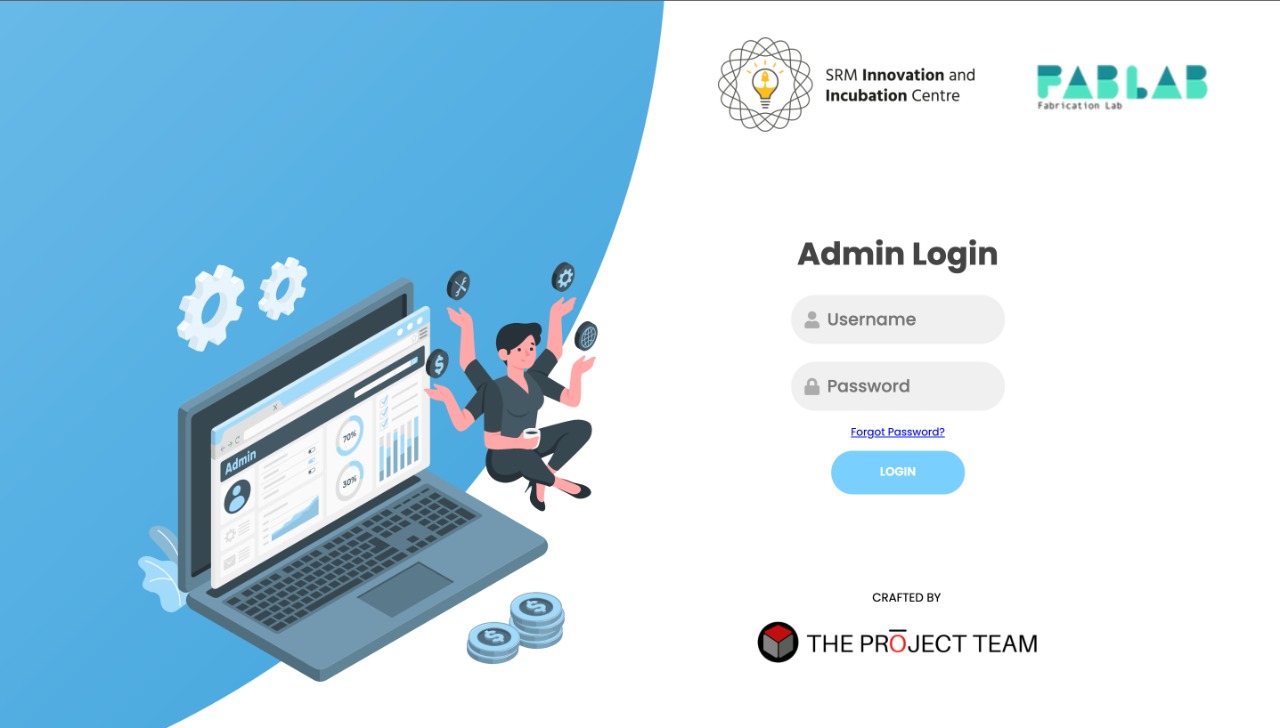 SRM Innovation and
Incubation Centre
FABLAB
Fabrication Lab
Admin Login
Username
Password
Forgot Password?
LOGIN
Admin
70%
30%
$
$
$
CRAFTED BY
THE PRŌJECT TEAM